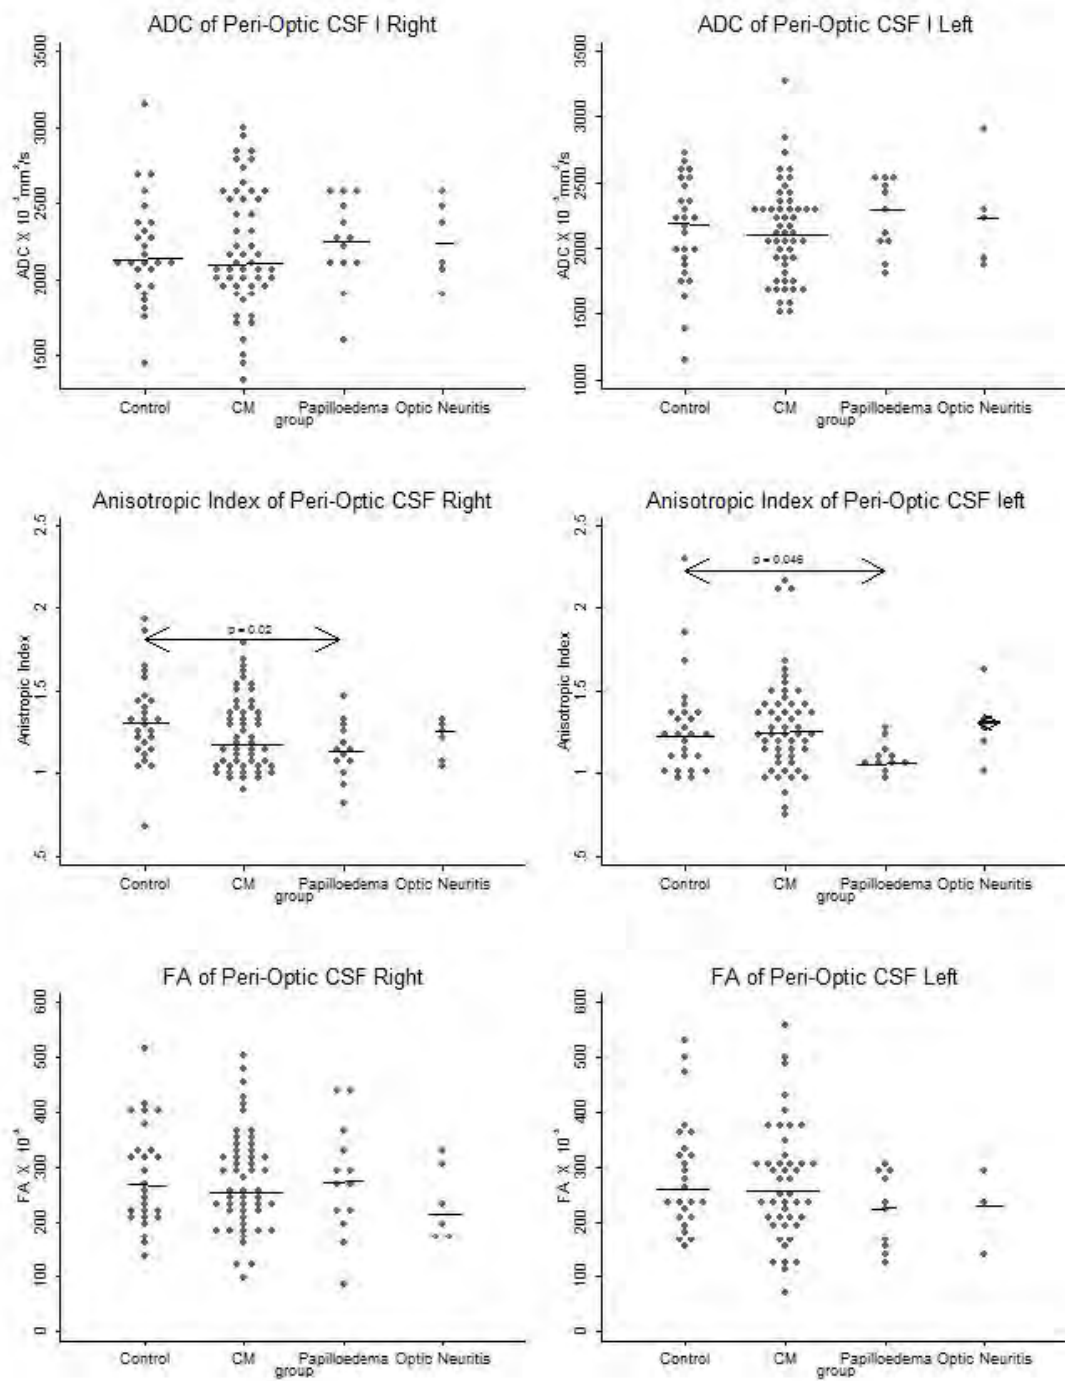 ADC of Peri-Optic CSF I Right
ADC X 10⁻³mm²/s
3500
3000
2500
2000
1500
Control CM Papilloedema Optic Neuritis
group
ADC of Peri-Optic CSF I Left
ADC X 10⁻³mm²/s
3500
3000
2500
2000
1500
1000
Control CM Papilloedema Optic Neuritis
group
Anisotropic Index of Peri-Optic CSF Right
Anistropic Index
2.5
2
1.5
1
.5
p = 0.02
Control CM Papilloedema Optic Neuritis
group
Anisotropic Index of Peri-Optic CSF left
Anisotropic Index
2.5
2
1.5
1
.5
p = 0.046
Control CM Papilloedema Optic Neuritis
group
FA of Peri-Optic CSF Right
FA X 10⁻³
600
500
400
300
200
100
0
Control CM Papilloedema Optic Neuritis
group
FA of Peri-Optic CSF Left
FA X 10⁻³
600
500
400
300
200
100
0
Control CM Papilloedema Optic Neuritis
group